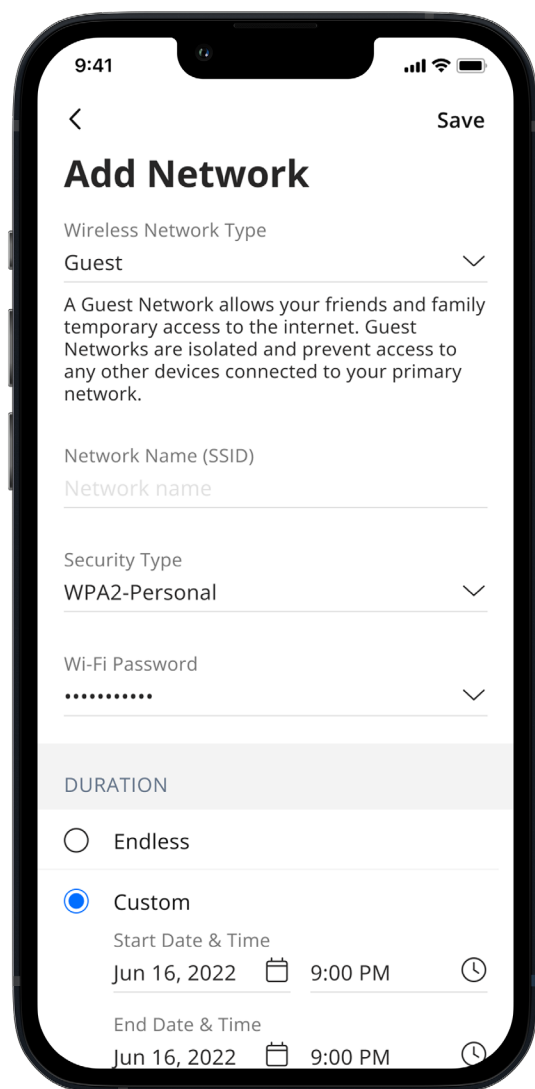 9:41
Save
Add Network
Wireless Network Type
Guest
A Guest Network allows your friends and family
temporary access to the internet. Guest
Networks are isolated and prevent access to
any other devices connected to your primary
network.
Network Name (SSID)
Network name
Security Type
WPA2-Personal
Wi-Fi Password
•••••••••••
DURATION
Endless
Custom
Start Date & Time
Jun 16, 2022 9:00 PM
End Date & Time
Jun 16, 2022 9:00 PM